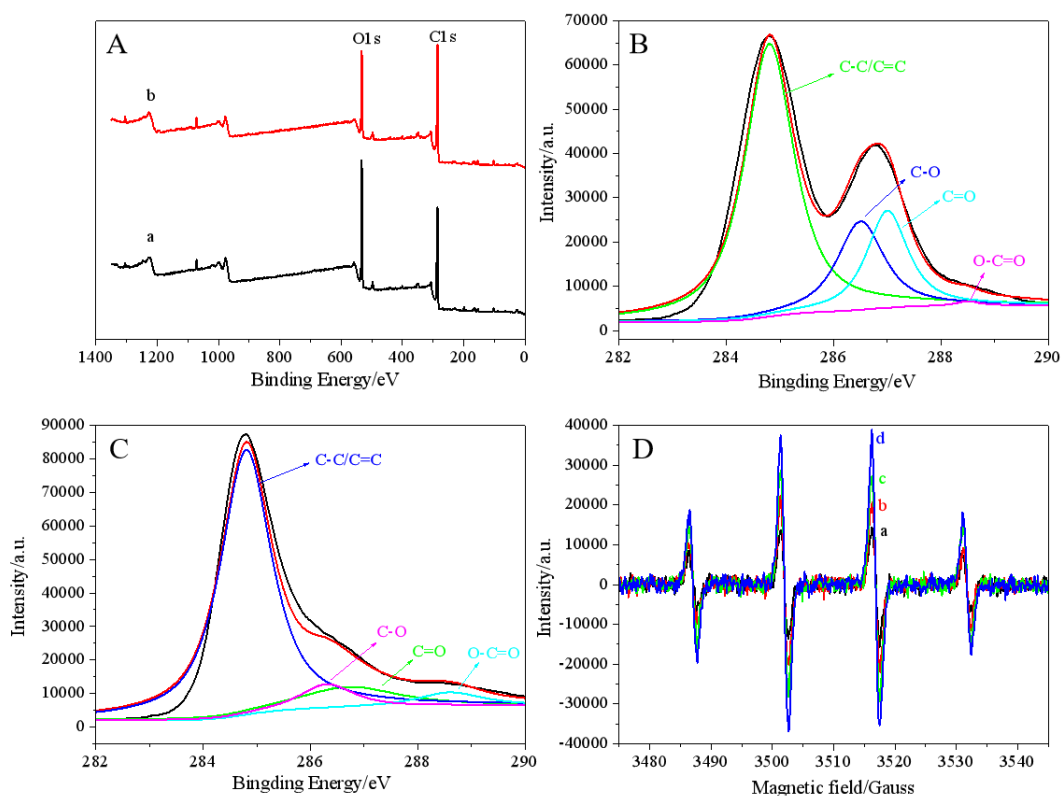 A
O1s
C1s
b
a
1400
1200
1000
800
600
400
200
0
Binding Energy/eV
B
70000
60000
50000
40000
30000
20000
10000
0
Intensity/a.u.
C-C/C=C
C-O
C=O
O-C=O
282
284
286
288
290
Bingding Energy/eV
C
90000
80000
70000
60000
50000
40000
30000
20000
10000
0
Intensity/a.u.
C-C/C=C
C-O
C=O
O-C=O
282
284
286
288
290
Bingding Energy/eV
D
40000
30000
20000
10000
0
-10000
-20000
-30000
-40000
Intensity/a.u.
d
c
b
a
3480
3490
3500
3510
3520
3530
3540
Magnetic field/Gauss